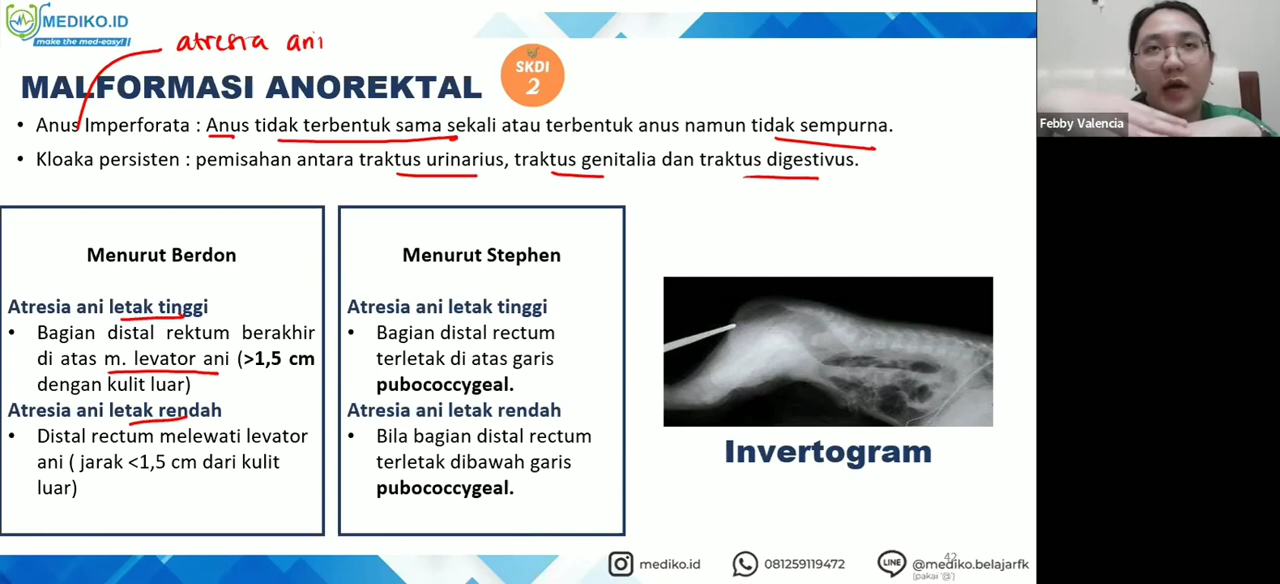 MEDIKO.ID
make the med-easy!
atresia ani
MALFORMASI ANOREKTAL
SKDI
2
• Anus Imperforata : Anus tidak terbentuk sama sekali atau terbentuk anus namun tidak sempurna.
• Kloaka persisten : pemisahan antara traktus urinarius, traktus genitalia dan traktus digestivus.
Menurut Berdon
Atresia ani letak tinggi
• Bagian distal rektum berakhir
di atas m. levator ani (>1,5 cm
dengan kulit luar)
Atresia ani letak rendah
• Distal rectum melewati levator
ani ( jarak <1,5 cm dari kulit
luar)
Menurut Stephen
Atresia ani letak tinggi
• Bagian distal rectum
terletak di atas garis
pubococcygeal.
Atresia ani letak rendah
• Bila bagian distal rectum
terletak dibawah garis
pubococcygeal.
Invertogram
Febby Valencia
mediko.id
081259119472
LINE
@mediko.belajarfk
(pakai '@')
42